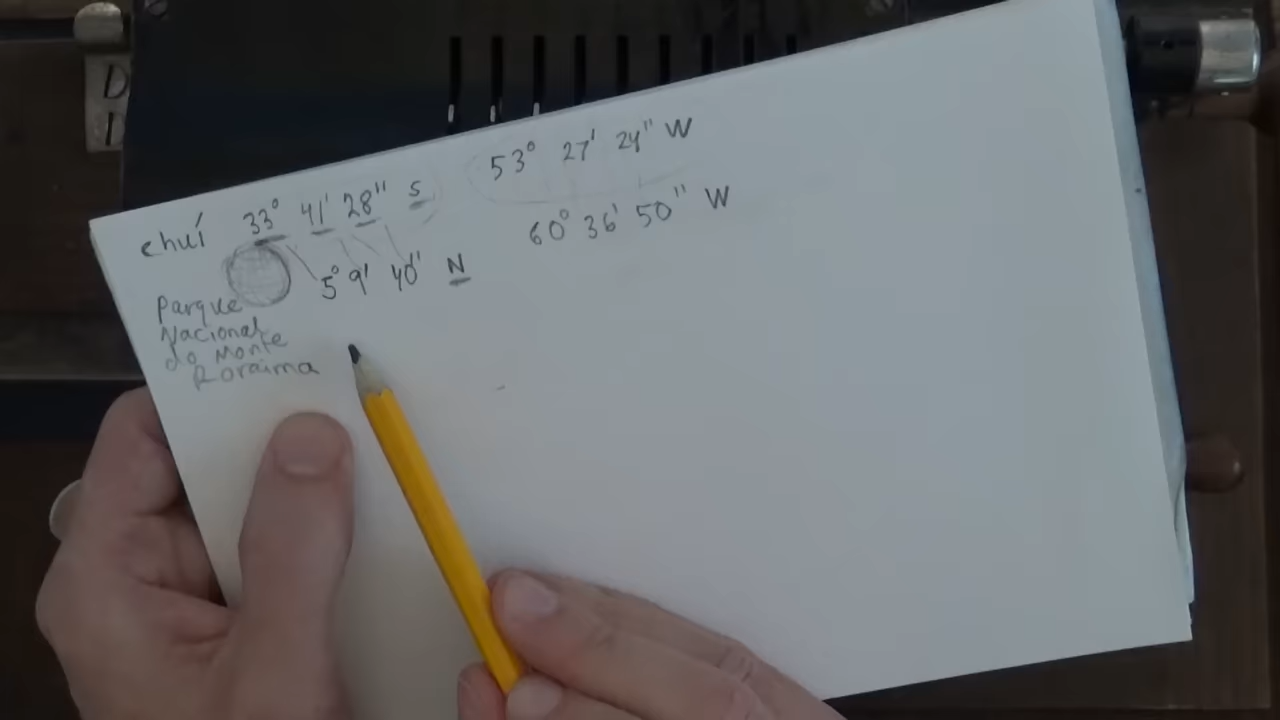 chuí 33° 41' 28" S 53° 27' 24" W
5° 9' 40" N 60° 36' 50" W
Parque
Nacional
do Monte
Roraima